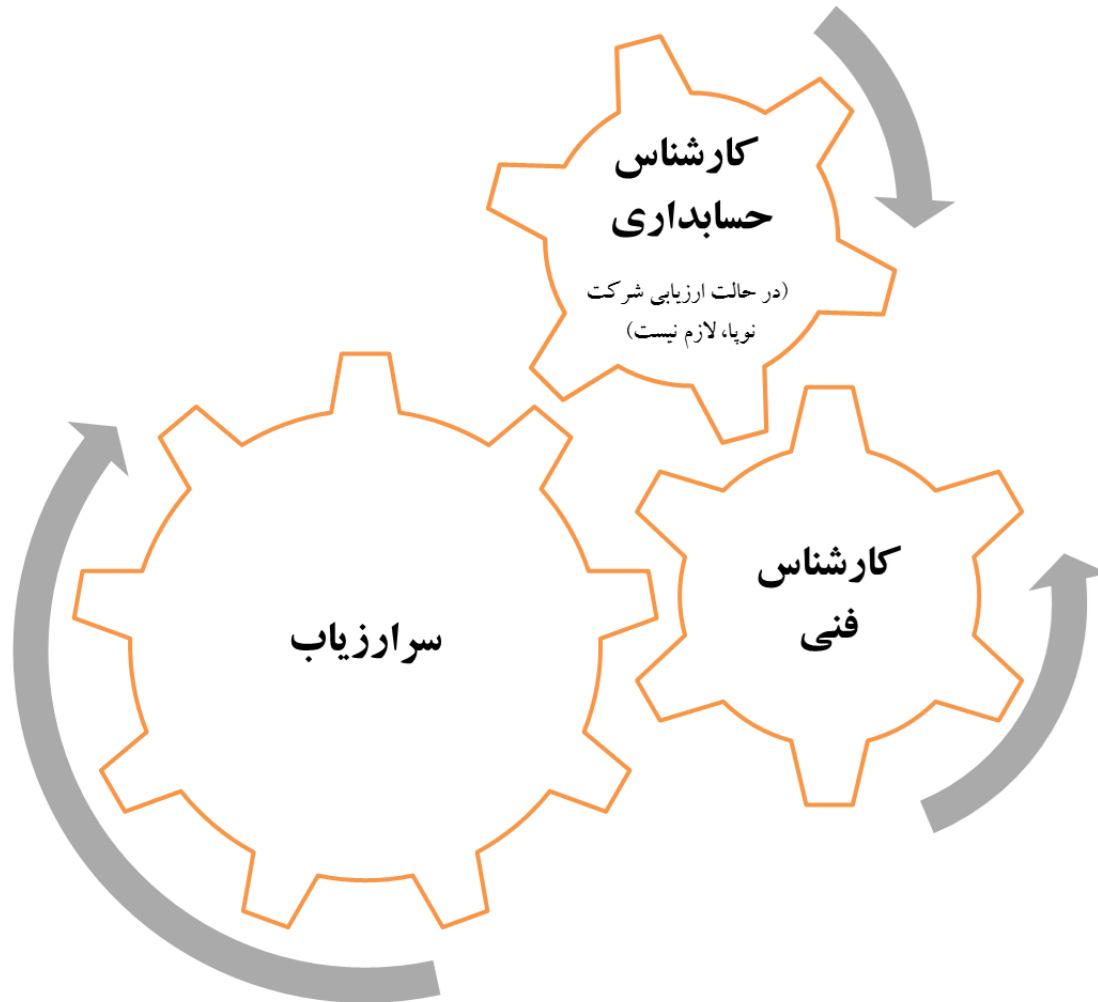 کارشناس
حسابداری
(در حالت ارزیابی شرکت
نوپا، لازم نیست)
کارشناس
فنی
سرارزیاب